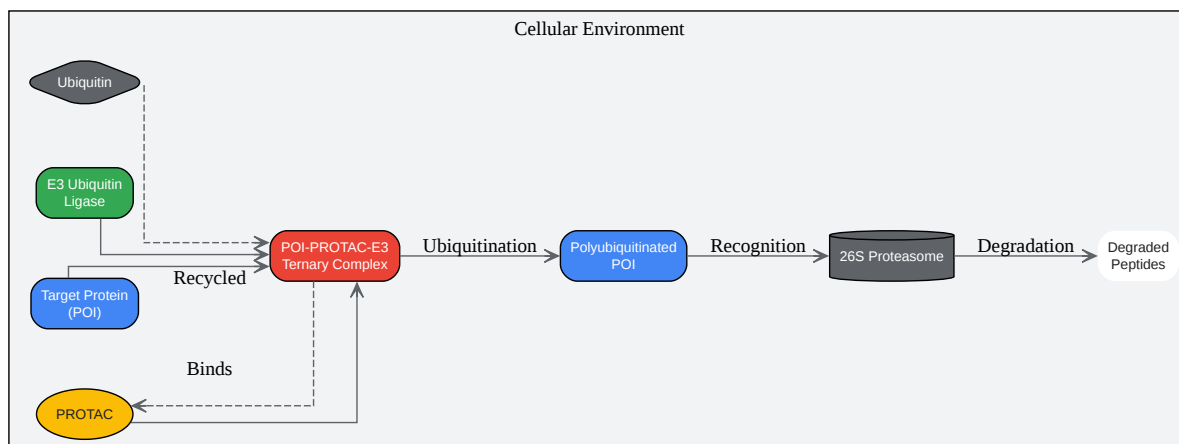 Cellular Environment
Ubiquitin
E3 Ubiquitin
Ligase
POI-PROTAC-E3
Ternary Complex
Ubiquitination
Polyubiquitinated
POI
Recognition
26S Proteasome
Degradation
Degraded
Peptides
Recycled
Target Protein
(POI)
Binds
PROTAC